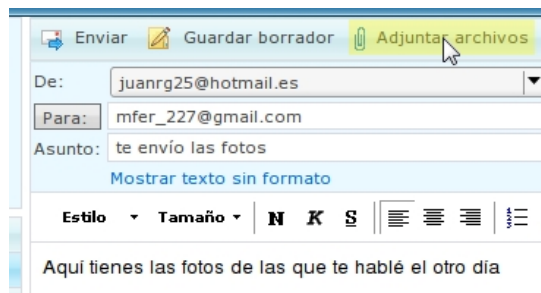 Enviar Guardar borrador Adjuntar archivos
De: juanrg25@hotmail.es
Para: mfer_227@gmail.com
Asunto: te envío las fotos
Mostrar texto sin formato
Estilo Tamaño N K S
Aquí tienes las fotos de las que te hablé el otro día